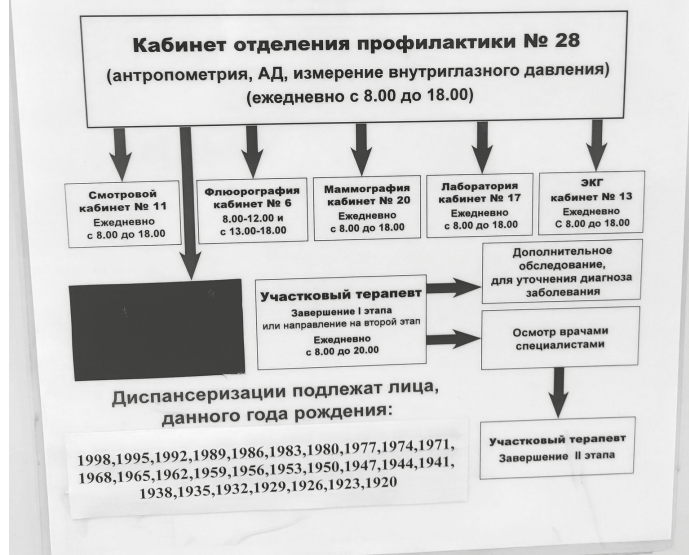 Кабинет отделения профилактики № 28
(антропометрия, АД, измерение внутриглазного давления)
(ежедневно с 8.00 до 18.00)
Смотровой
кабинет № 11
Ежедневно
с 8.00 до 18.00
Флюорография
кабинет № 6
8.00-12.00 и
с 13.00-18.00
Маммография
кабинет № 20
Ежедневно
с 8.00 до 18.00
Лаборатория
кабинет № 17
Ежедневно
с 8.00 до 18.00
ЭКГ
кабинет № 13
Ежедневно
С 8.00 до 18.00
Участковый терапевт
Завершение I этапа
или направление на второй этап
Ежедневно
с 8.00 до 20.00
Дополнительное
обследование,
для уточнения диагноза
заболевания
Осмотр врачами
специалистами
Участковый терапевт
Завершение II этапа
Диспансеризации подлежат лица,
данного года рождения:
1998,1995,1992,1989,1986,1983,1980,1977,1974,1971,
1968,1965,1962,1959,1956,1953,1950,1947,1944,1941,
1938,1935,1932,1929,1926,1923,1920